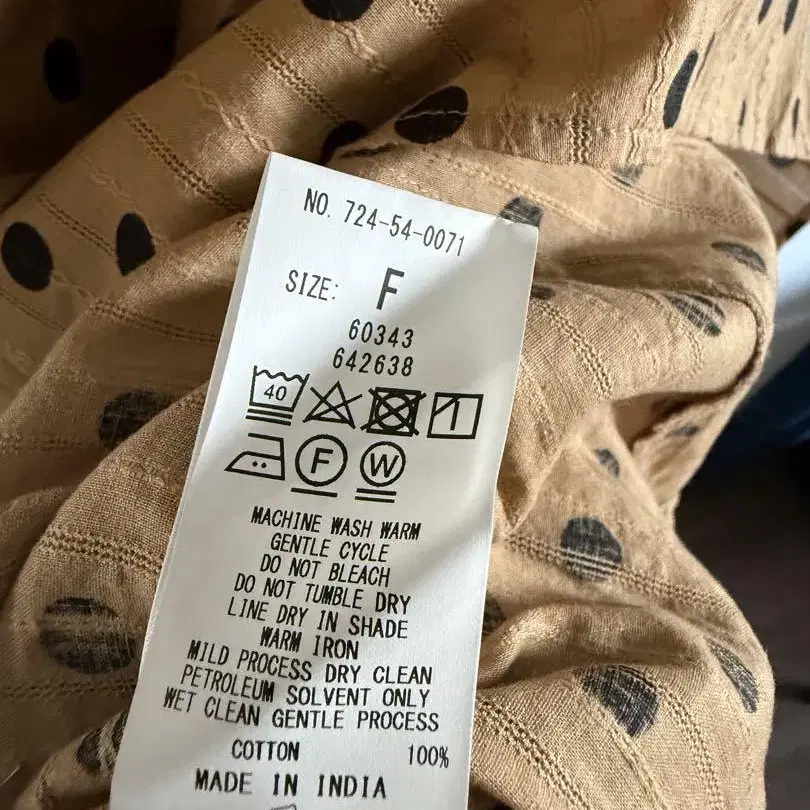 NO. 724-54-0071
SIZE: F
60343
642638
40
F W
MACHINE WASH WARM
GENTLE CYCLE
DO NOT BLEACH
DO NOT TUMBLE DRY
LINE DRY IN SHADE
WARM IRON
MILD PROCESS DRY CLEAN
PETROLEUM SOLVENT ONLY
WET CLEAN GENTLE PROCESS
COTTON 100%
MADE IN INDIA